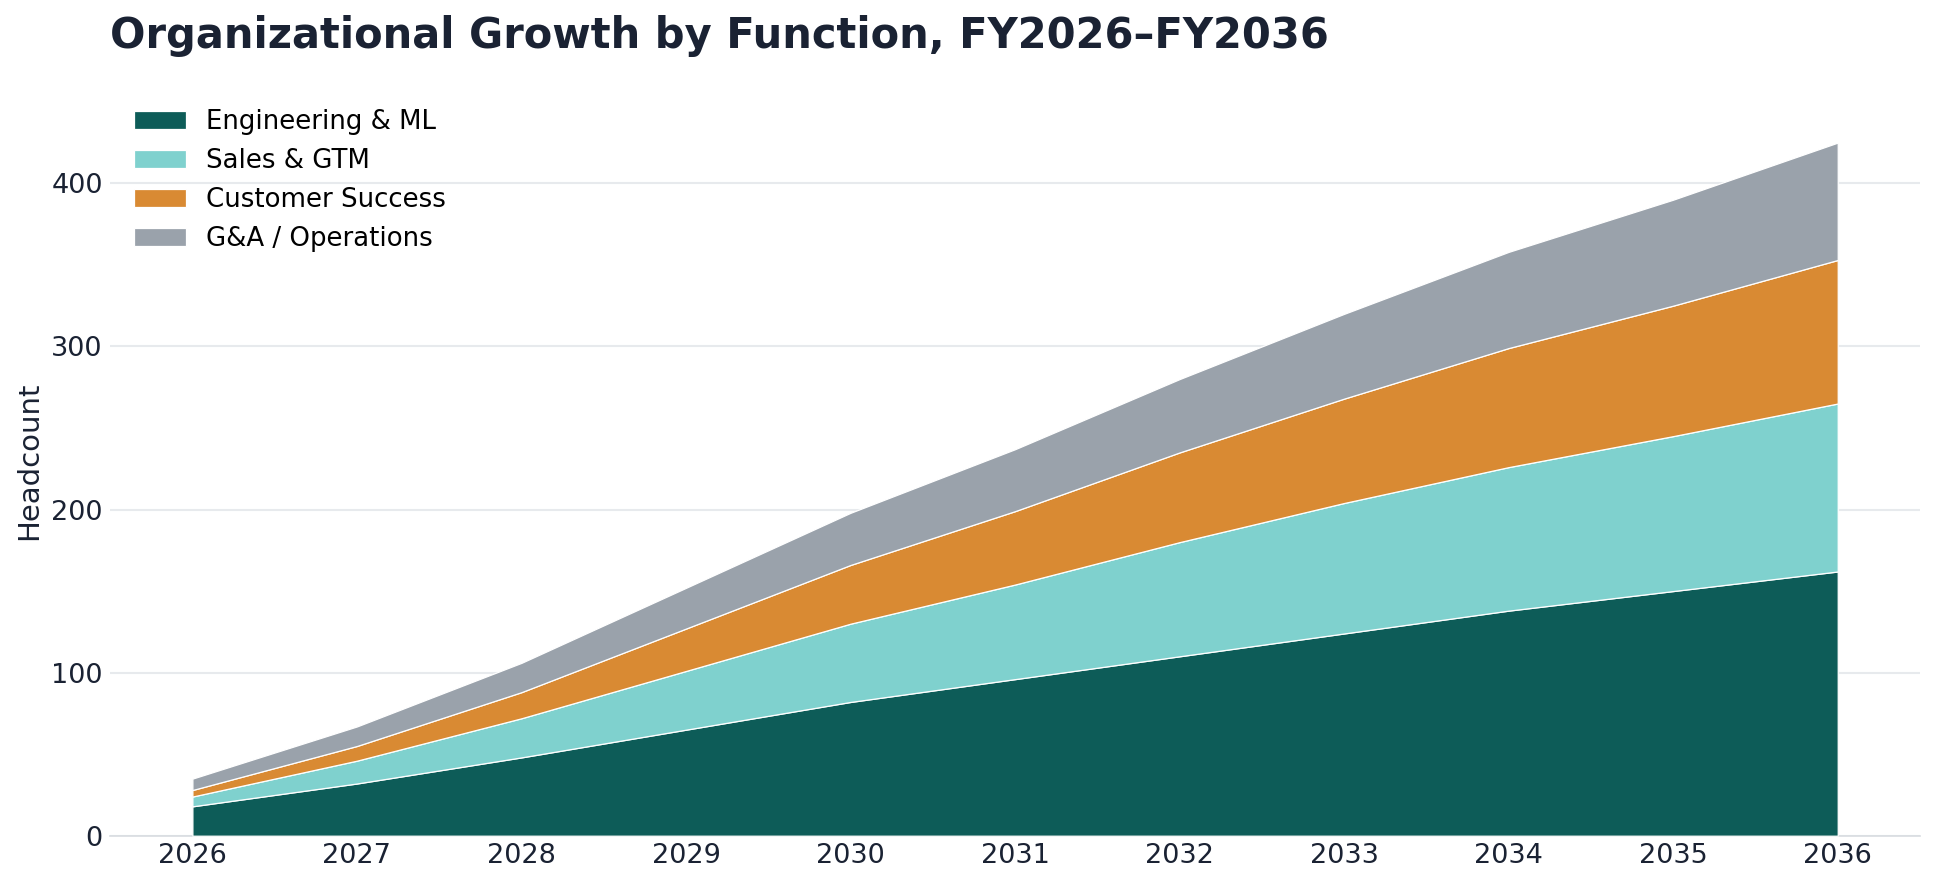 Organizational Growth by Function, FY2026–FY2036
Engineering & ML
Sales & GTM
Customer Success
G&A / Operations
Headcount
400
300
200
100
0
2026 2027 2028 2029 2030 2031 2032 2033 2034 2035 2036